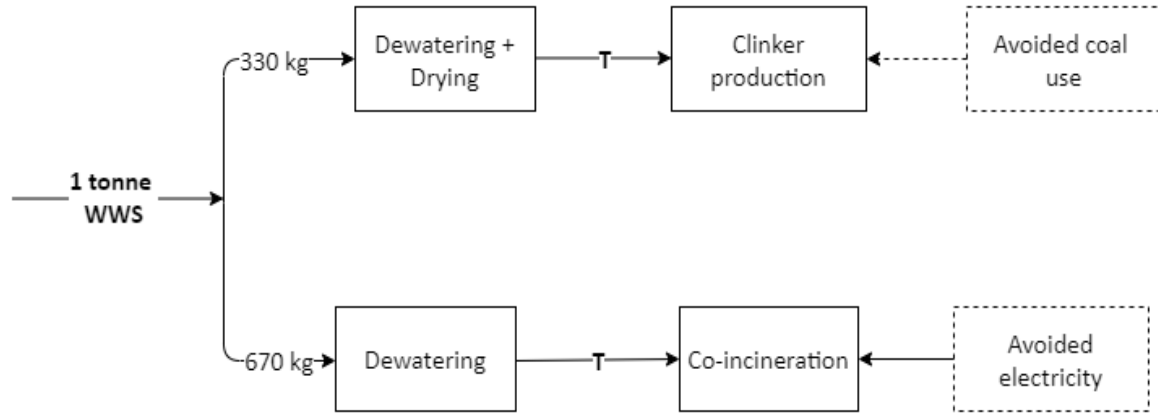 330 kg
Dewatering +
Drying
T
Clinker
production
Avoided coal
use
1 tonne
WWS
670 kg
Dewatering
T
Co-incineration
Avoided
electricity